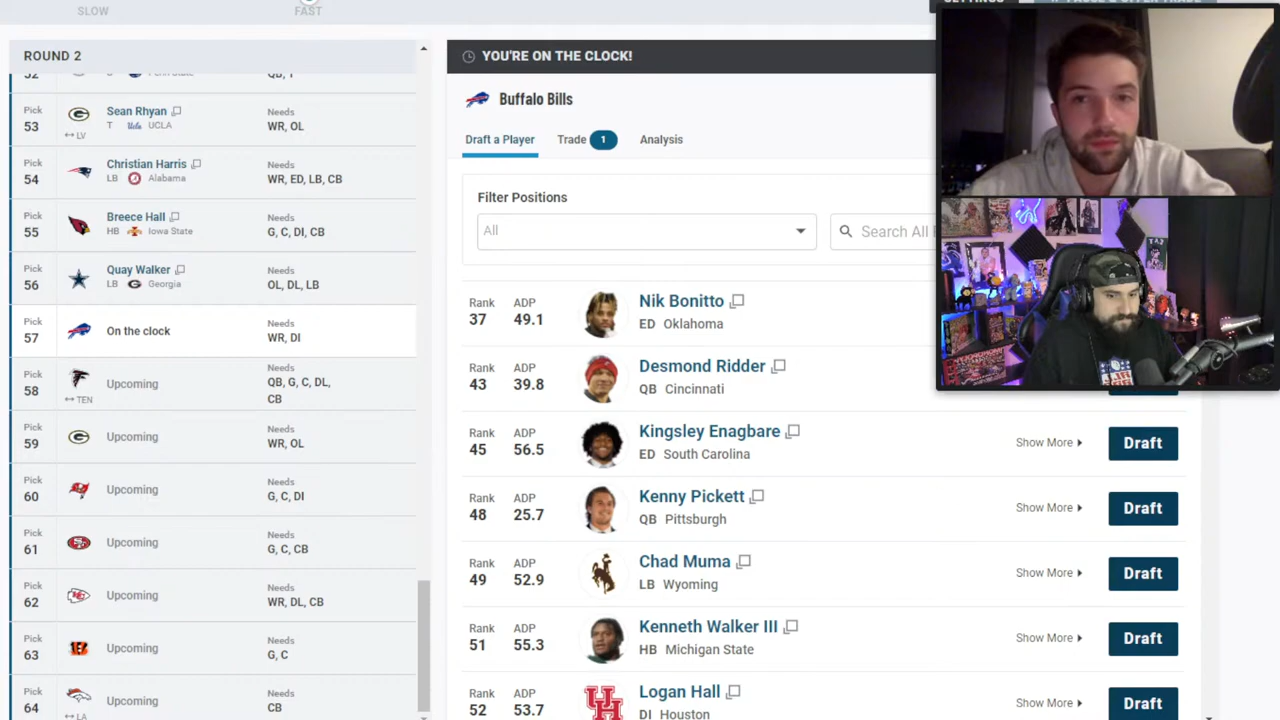 SLOW
FAST
ROUND 2
Penn State
QB, T
Pick
53
LV
Sean Rhyan
T UCLA
Needs
WR, OL
Pick
54
Christian Harris
LB Alabama
Needs
WR, ED, LB, CB
Pick
55
Breece Hall
HB Iowa State
Needs
G, C, DI, CB
Pick
56
Quay Walker
LB Georgia
Needs
OL, DL, LB
Pick
57
On the clock
Needs
WR, DI
Pick
58
TEN
Upcoming
Needs
QB, G, C, DL,
CB
Pick
59
Upcoming
Needs
WR, OL
Pick
60
Upcoming
Needs
G, C, DI
Pick
61
Upcoming
Needs
G, C, CB
Pick
62
Upcoming
Needs
WR, DL, CB
Pick
63
Upcoming
Needs
G, C
Pick
64
LA
Upcoming
Needs
CB
YOU'RE ON THE CLOCK!
Buffalo Bills
Draft a Player
Trade 1
Analysis
Filter Positions
All
Search All
Rank
37
ADP
49.1
Nik Bonitto
ED Oklahoma
Rank
43
ADP
39.8
Desmond Ridder
QB Cincinnati
Rank
45
ADP
56.5
Kingsley Enagbare
ED South Carolina
Show More
Draft
Rank
48
ADP
25.7
Kenny Pickett
QB Pittsburgh
Show More
Draft
Rank
49
ADP
52.9
Chad Muma
LB Wyoming
Show More
Draft
Rank
51
ADP
55.3
Kenneth Walker III
HB Michigan State
Show More
Draft
Rank
52
ADP
53.7
Logan Hall
DI Houston
Show More
Draft